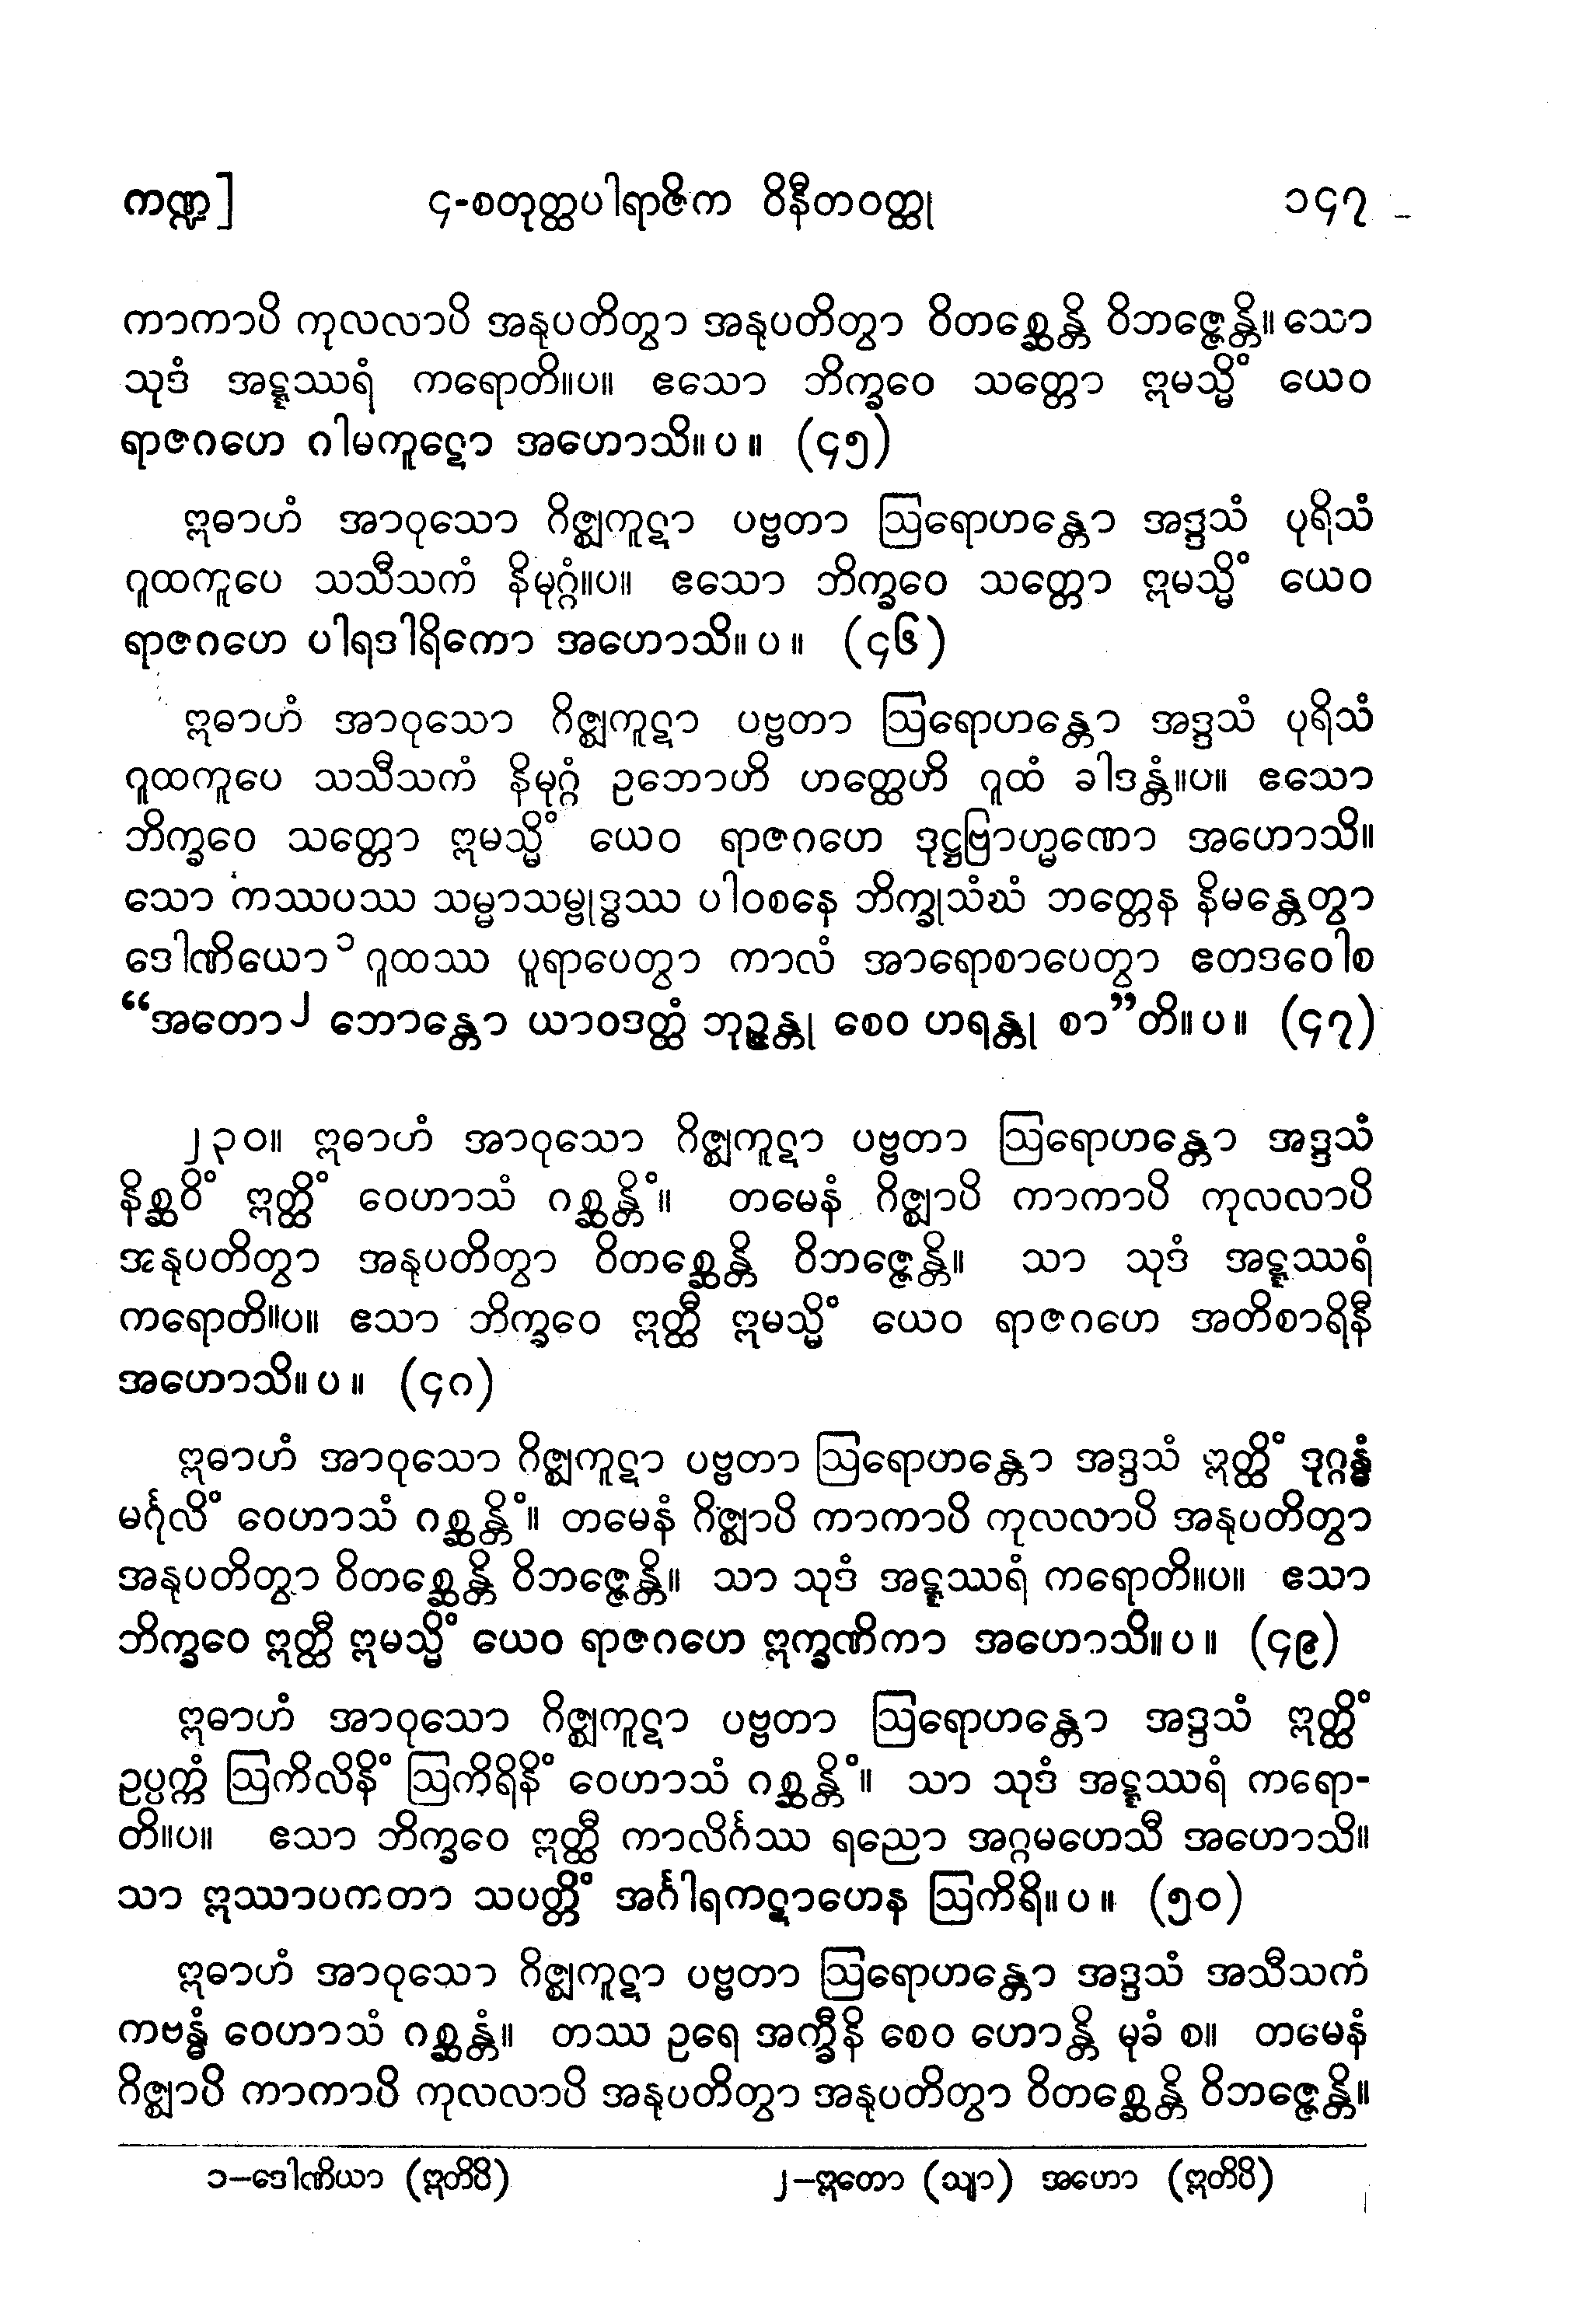 ကဏ္ဍ]	၄-စတုတ္ထပါရာဇိက ဝိနီတဝတ္ထု	၁၄၇
ကာကာပိ ကုလလာပိ အနုပတိတွာ အနုပတိတွာ ဝိတစ္ဆေန္တိ ဝိဘဇ္ဇေန္တိ။ သော
သုဒံ အဋ္ဋဿရံ ကရောတိ။ပ။ ဧသော ဘိက္ခဝေ သတ္တော ဣမသ္မိံ ယေဝ
ရာဇဂဟေ ဂါမကူဋော အဟောသိ။ ပ ။ (၄၅)
ဣဓာဟံ အာဝုသော ဂိဇ္ဈကူဋာ ပဗ္ဗတာ ဩရောဟန္တော အဒ္ဒသံ ပုရိသံ
ဂူထကူပေ သသီသကံ နိမုဂ္ဂံ။ပ။ ဧသော ဘိက္ခဝေ သတ္တော ဣမသ္မိံ ယေဝ
ရာဇဂဟေ ပါရဒါရိကော အဟောသိ။ ပ ။ (၄၆)
ဣဓာဟံ အာဝုသော ဂိဇ္ဈကူဋာ ပဗ္ဗတာ ဩရောဟန္တော အဒ္ဒသံ ပုရိသံ
ဂူထကူပေ သသီသကံ နိမုဂ္ဂံ ဥဘောဟိ ဟတ္ထေဟိ ဂူထံ ခါဒန္တံ။ပ။ ဧသော
ဘိက္ခဝေ သတ္တော ဣမသ္မိံ ယေဝ ရာဇဂဟေ ဒုဋ္ဌဗြာဟ္မဏော အဟောသိ။
သော ကဿပဿ သမ္မာသမ္ဗုဒ္ဓဿ ပါဝစနေ ဘိက္ခုသံဃံ ဘတ္တေန နိမန္တေတွာ
ဒေါဏိယော၁ ဂူထဿ ပူရာပေတွာ ကာလံ အာရောစာပေတွာ ဧတဒဝေါစ
“အတော၂ ဘောန္တော ယာဝဒတ္ထံ ဘုဉ္ဇန္တု စေဝ ဟရန္တု စာ”တိ။ ပ ။ (၄၇)
၂၃၀။ ဣဓာဟံ အာဝုသော ဂိဇ္ဈကူဋာ ပဗ္ဗတာ ဩရောဟန္တော အဒ္ဒသံ
နိစ္ဆဝိံ ဣတ္ထိံ ဝေဟာသံ ဂစ္ဆန္တိံ။ တမေနံ ဂိဇ္ဈာပိ ကာကာပိ ကုလလာပိ
အနုပတိတွာ အနုပတိတွာ ဝိတစ္ဆေန္တိ ဝိဘဇ္ဇေန္တိ။ သာ သုဒံ အဋ္ဋဿရံ
ကရောတိ။ပ။ ဧသာ ဘိက္ခဝေ ဣတ္ထီ ဣမသ္မိံ ယေဝ ရာဇဂဟေ အတိစာရိနီ
အဟောသိ။ ပ ။ (၄ဂ)
ဣဓာဟံ အာဝုသော ဂိဇ္ဈကူဋာ ပဗ္ဗတာ ဩရောဟန္တော အဒ္ဒသံ ဣတ္ထိံ ဒုဂ္ဂန္ဓံ
မင်္ဂုလိံ ဝေဟာသံ ဂစ္ဆန္တိံ။ တမေနံ ဂိဇ္ဈာပိ ကာကာပိ ကုလလာပိ အနုပတိတွာ
အနုပတိတွာ ဝိတစ္ဆေန္တိ ဝိဘဇ္ဇေန္တိ။ သာ သုဒံ အဋ္ဋဿရံ ကရောတိ။ပ။ ဧသာ
ဘိက္ခဝေ ဣတ္ထီ ဣမသ္မိံ ယေဝ ရာဇဂဟေ ဣက္ခဏိကာ အဟောသိ။ ပ ။ (၄၉)
ဣဓာဟံ အာဝုသော ဂိဇ္ဈကူဋာ ပဗ္ဗတာ ဩရောဟန္တော အဒ္ဒသံ ဣတ္ထိံ
ဥပ္ပက္ကံ ဩကိလိနိံ ဩကိရိနိံ ဝေဟာသံ ဂစ္ဆန္တိံ။ သာ သုဒံ အဋ္ဋဿရံ ကရော-
တိ။ပ။ ဧသာ ဘိက္ခဝေ ဣတ္ထီ ကာလိင်္ဂဿ ရညော အဂ္ဂမဟေသီ အဟောသိ။
သာ ဣဿာပကတာ သပတ္တိံ အင်္ဂါရကဋာဟေန ဩကိရိ။ ပ ။ (၅၀)
ဣဓာဟံ အာဝုသော ဂိဇ္ဈကူဋာ ပဗ္ဗတာ ဩရောဟန္တော အဒ္ဒသံ အသီသကံ
ကဗန္ဓံ ဝေဟာသံ ဂစ္ဆန္တံ။ တဿ ဥရေ အက္ခီနိ စေဝ ဟောန္တိ မုခံ စ။ တမေနံ
ဂိဇ္ဈာပိ ကာကာပိ ကုလလာပိ အနုပတိတွာ အနုပတိတွာ ဝိတစ္ဆေန္တိ ဝိဘဇ္ဇေန္တိ။
၁–ဒေါဏိယာ (ဣတိပိ)	၂–ဣတော (သျာ) အဟော (ဣတိပိ)